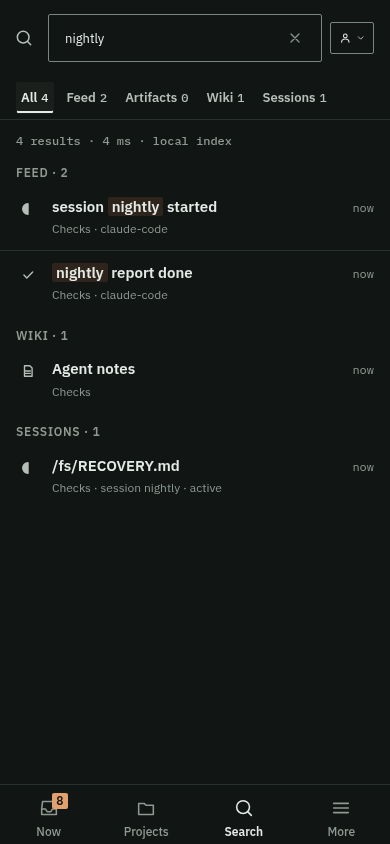 nightly
All 4 Feed 2 Artifacts 0 Wiki 1 Sessions 1
4 results · 4 ms · local index
FEED · 2
session nightly started now
Checks · claude-code
nightly report done now
Checks · claude-code
WIKI · 1
Agent notes now
Checks
SESSIONS · 1
/fs/RECOVERY.md now
Checks · session nightly · active
8
Now Projects Search More